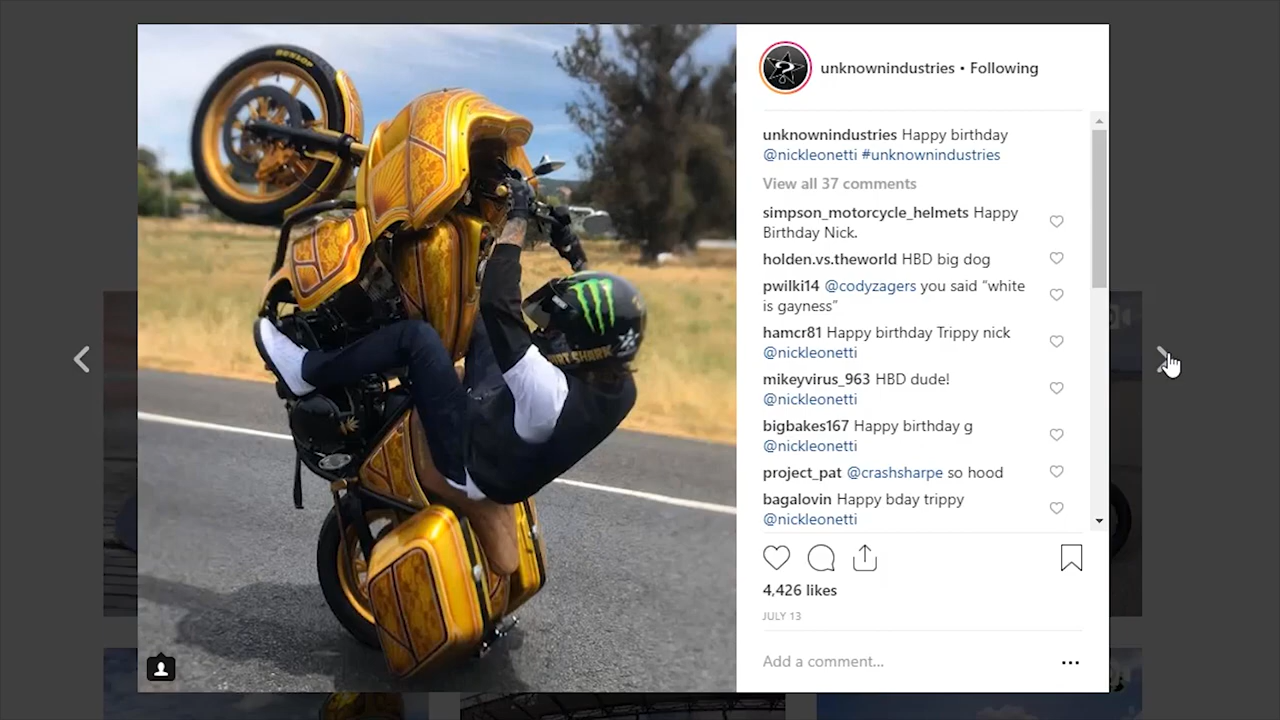 DUNLOP
DIRT SHARK
unknownindustries • Following
unknownindustries Happy birthday
@nickleonetti #unknownindustries
View all 37 comments
simpson_motorcycle_helmets Happy
Birthday Nick.
holden.vs.theworld HBD big dog
pwilki14 @codyzagers you said “white
is gayness”
hamcr81 Happy birthday Trippy nick
@nickleonetti
mikeyvirus_963 HBD dude!
@nickleonetti
bigbakes167 Happy birthday g
@nickleonetti
project_pat @crashsharpe so hood
bagalovin Happy bday trippy
@nickleonetti
4,426 likes
JULY 13
Add a comment...